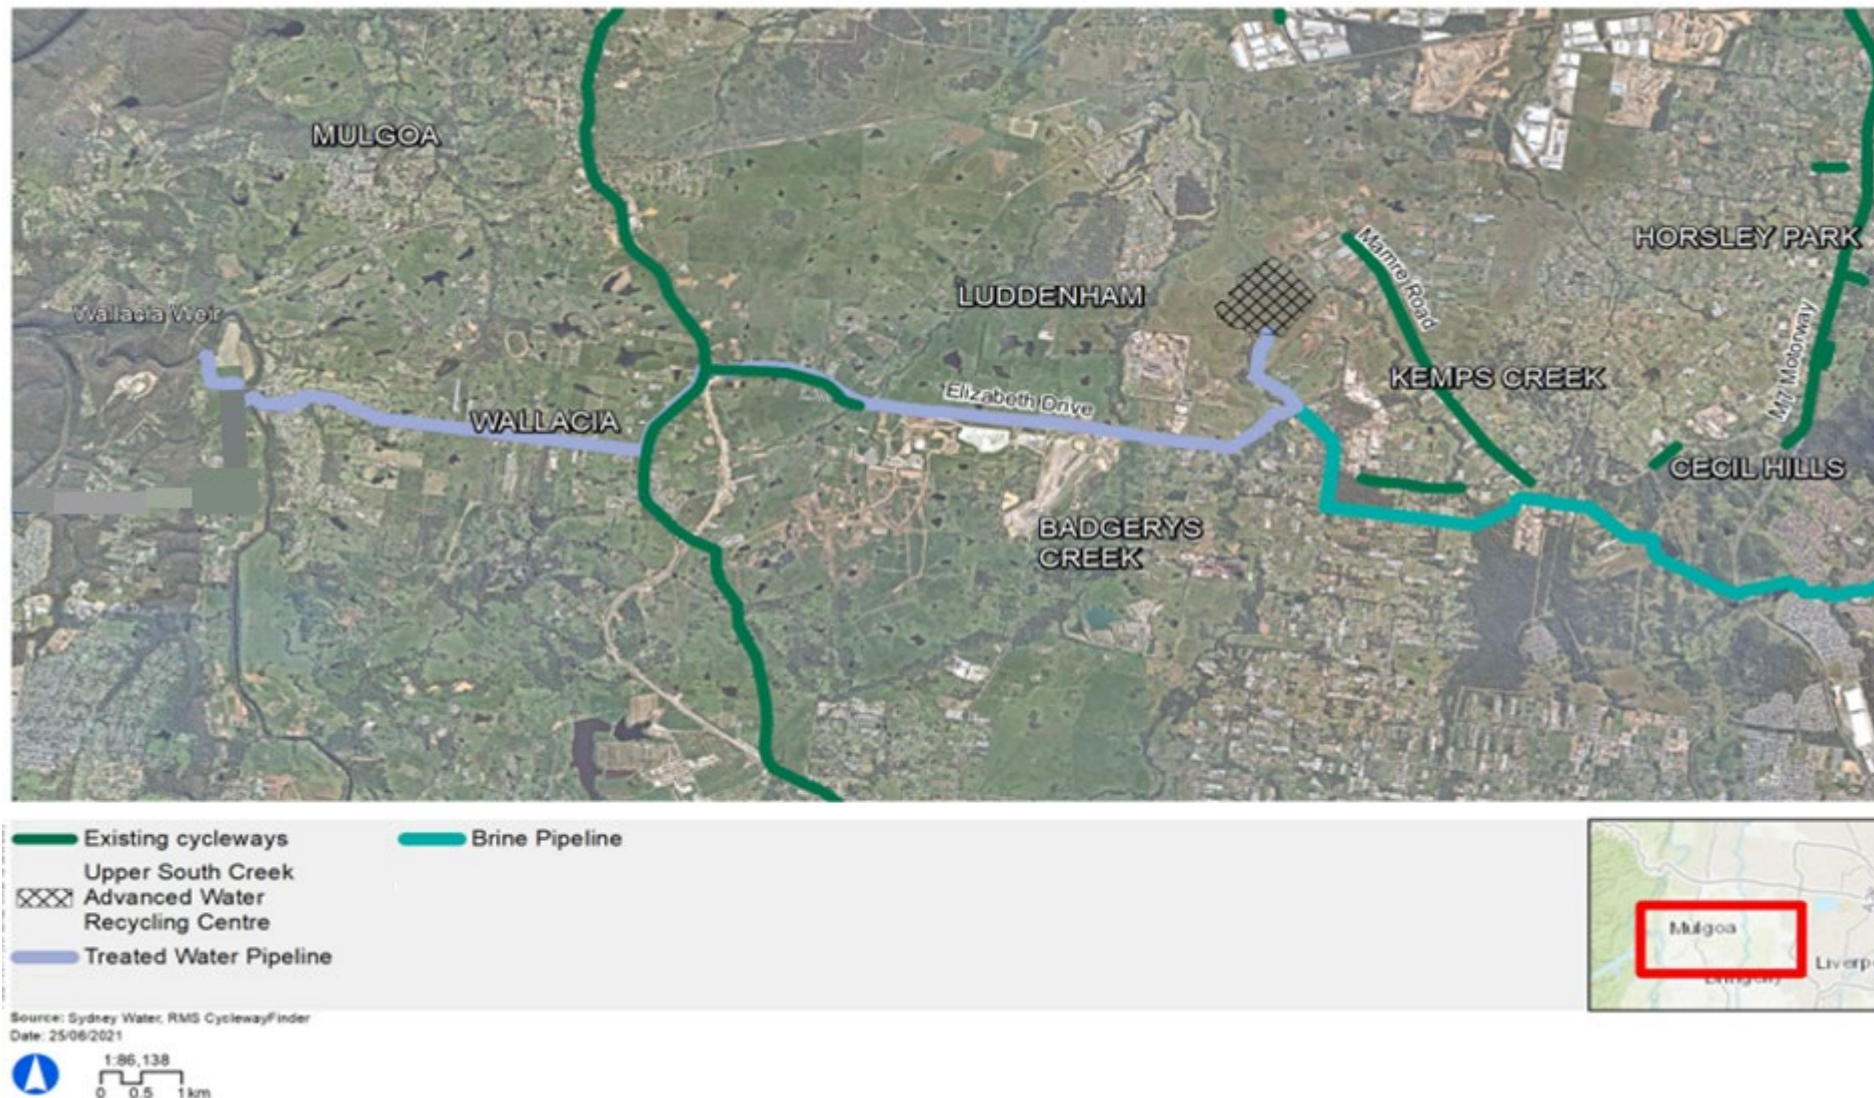 MULGOA
HORSLEY PARK
Mamre Road
LUDDENHAM
Wallacia Weir
M7 Motorway
KEMPS CREEK
Elizabeth Drive
WALLACIA
CECIL HILLS
BADGERYS
CREEK
Existing cycleways
Brine Pipeline
Upper South Creek
Advanced Water
Recycling Centre
Treated Water Pipeline
Mulgoa
Liverp
Source: Sydney Water, RMS CyclewayFinder
Date: 25/06/2021
1:86,138
0 0.5 1 km